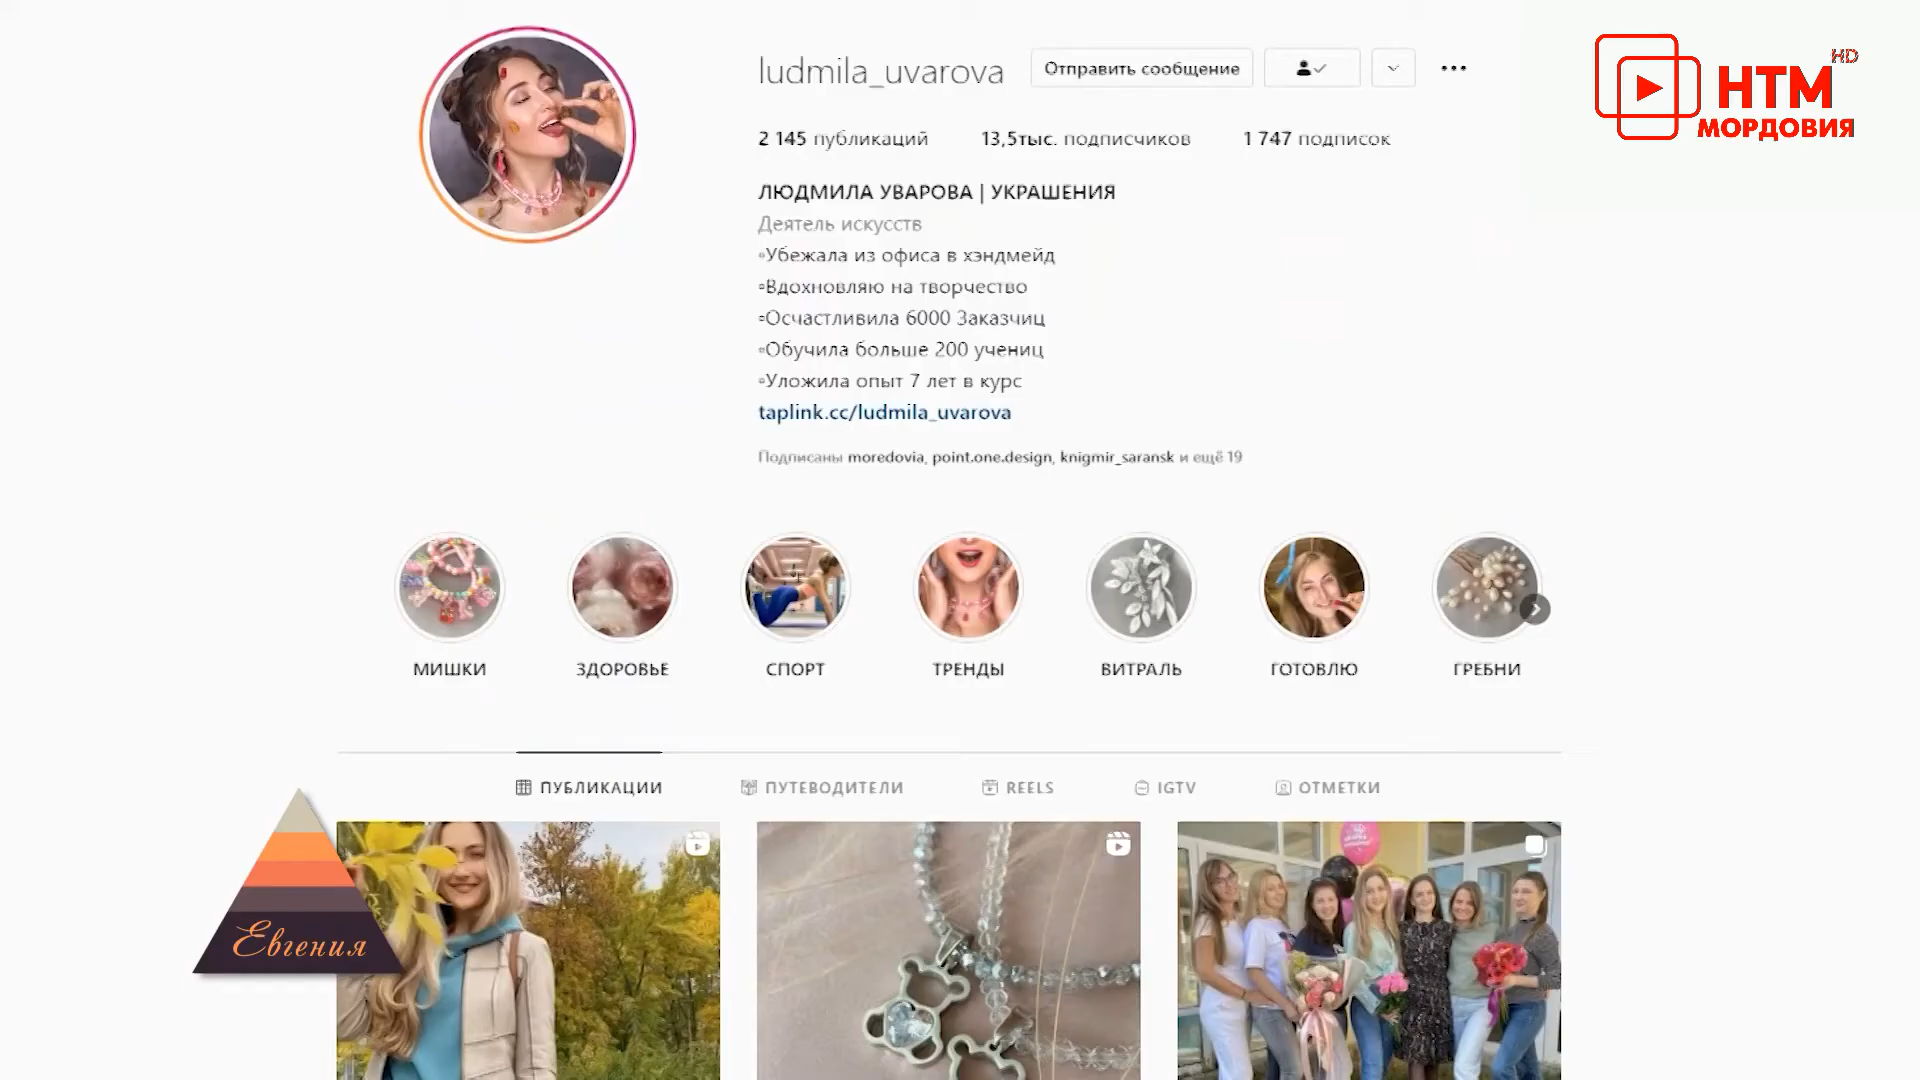 ludmila_uvarova
Отправить сообщение
HD
НТМ
МОРДОВИЯ
2 145 публикаций
13,5тыс. подписчиков
1 747 подписок
ЛЮДМИЛА УВАРОВА | УКРАШЕНИЯ
Деятель искусств
▫Убежала из офиса в хэндмейд
▫Вдохновляю на творчество
▫Осчастливила 6000 Заказчиц
▫Обучила больше 200 учениц
▫Уложила опыт 7 лет в курс
taplink.cc/ludmila_uvarova
Подписаны moredovia, point.one.design, knigmir_saransk и ещё 19
МИШКИ
ЗДОРОВЬЕ
СПОРТ
ТРЕНДЫ
ВИТРАЛЬ
ГОТОВЛЮ
ГРЕБНИ
ПУБЛИКАЦИИ
ПУТЕВОДИТЕЛИ
REELS
IGTV
ОТМЕТКИ
Евгения